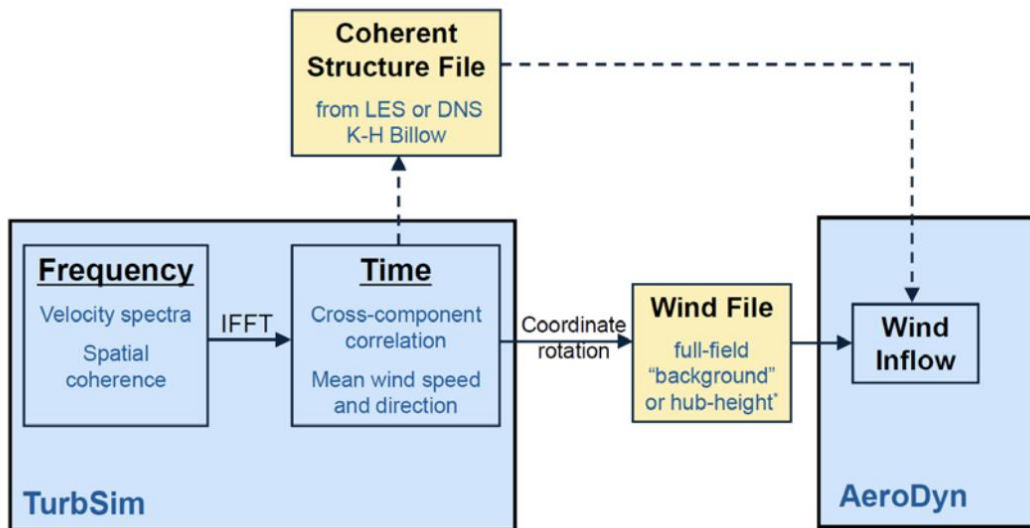 Coherent
Structure File
from LES or DNS
K-H Billow
Frequency
Velocity spectra
Spatial
coherence
IFFT
Time
Cross-component
correlation
Mean wind speed
and direction
Coordinate
rotation
Wind File
full-field
“background”
or hub-height*
Wind
Inflow
TurbSim
AeroDyn